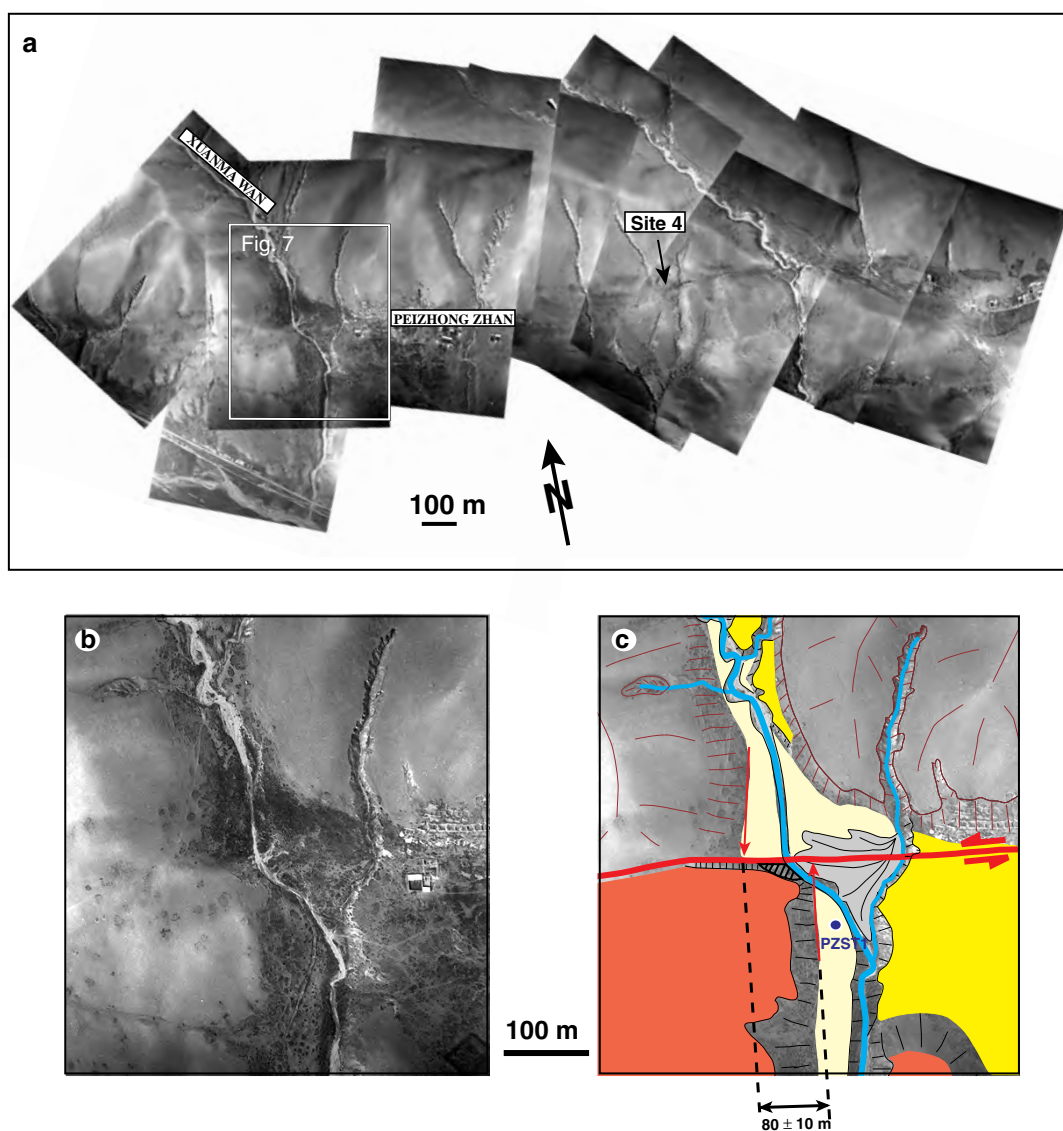 a
XUANMA WAN
Fig. 7
Site 4
PEIZHONG ZHAN
100 m
N
b
c
PZST1
100 m
80 ± 10 m